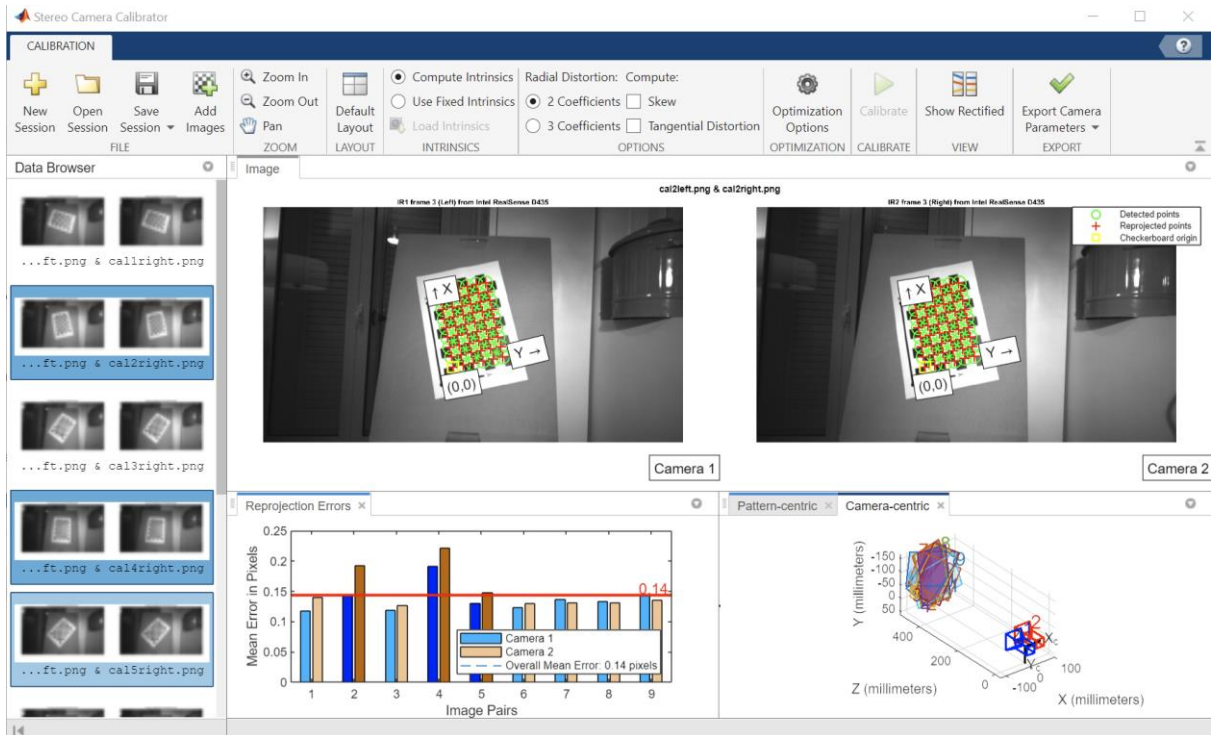 Stereo Camera Calibrator
CALIBRATION
?
New Session
Open Session
Save Session
Add Images
FILE
Zoom In
Zoom Out
Pan
ZOOM
Default Layout
LAYOUT
Compute Intrinsics
Use Fixed Intrinsics
Load Intrinsics
INTRINSICS
Radial Distortion: Compute:
2 Coefficients Skew
3 Coefficients Tangential Distortion
OPTIONS
Optimization Options
OPTIMIZATION
Calibrate
CALIBRATE
Show Rectified
VIEW
Export Camera Parameters
EXPORT
Data Browser
...ft.png & cal1right.png
...ft.png & cal2right.png
...ft.png & cal3right.png
...ft.png & cal4right.png
...ft.png & cal5right.png
Image
cal2left.png & cal2right.png
IR1 frame 3 (Left) from Intel RealSense D435
↑ X
Y →
(0,0)
Camera 1
IR2 frame 3 (Right) from Intel RealSense D435
Detected points
Reprojected points
Checkerboard origin
↑ X
Y →
(0,0)
Camera 2
Reprojection Errors
0.25
0.2
0.15
0.1
0.05
0
Mean Error in Pixels
0.14
Camera 1
Camera 2
Overall Mean Error: 0.14 pixels
1 2 3 4 5 6 7 8 9
Image Pairs
Pattern-centric
Camera-centric
-150
-100
-50
0
50
Y (millimeters)
400
200
0
Z (millimeters)
-100
0
100
X (millimeters)
8
9
2
Xc
Yc